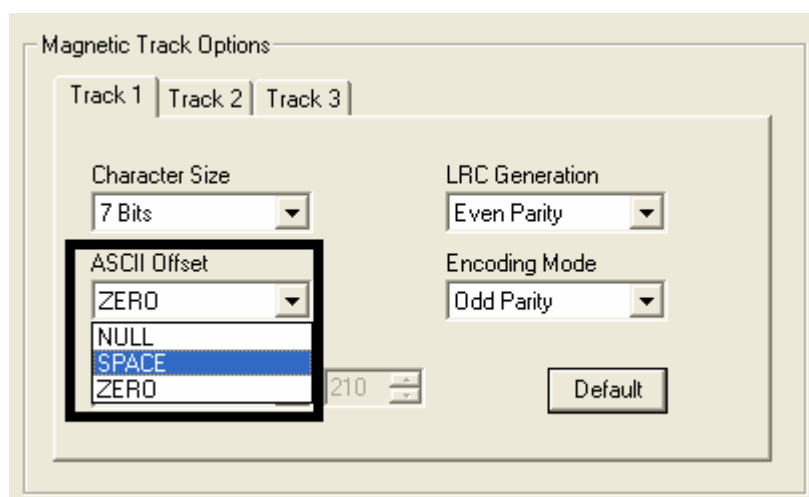 Magnetic Track Options
Track 1 Track 2 Track 3
Character Size LRC Generation
7 Bits Even Parity
ASCII Offset Encoding Mode
ZERO Odd Parity
NULL
SPACE
ZERO 210 Default